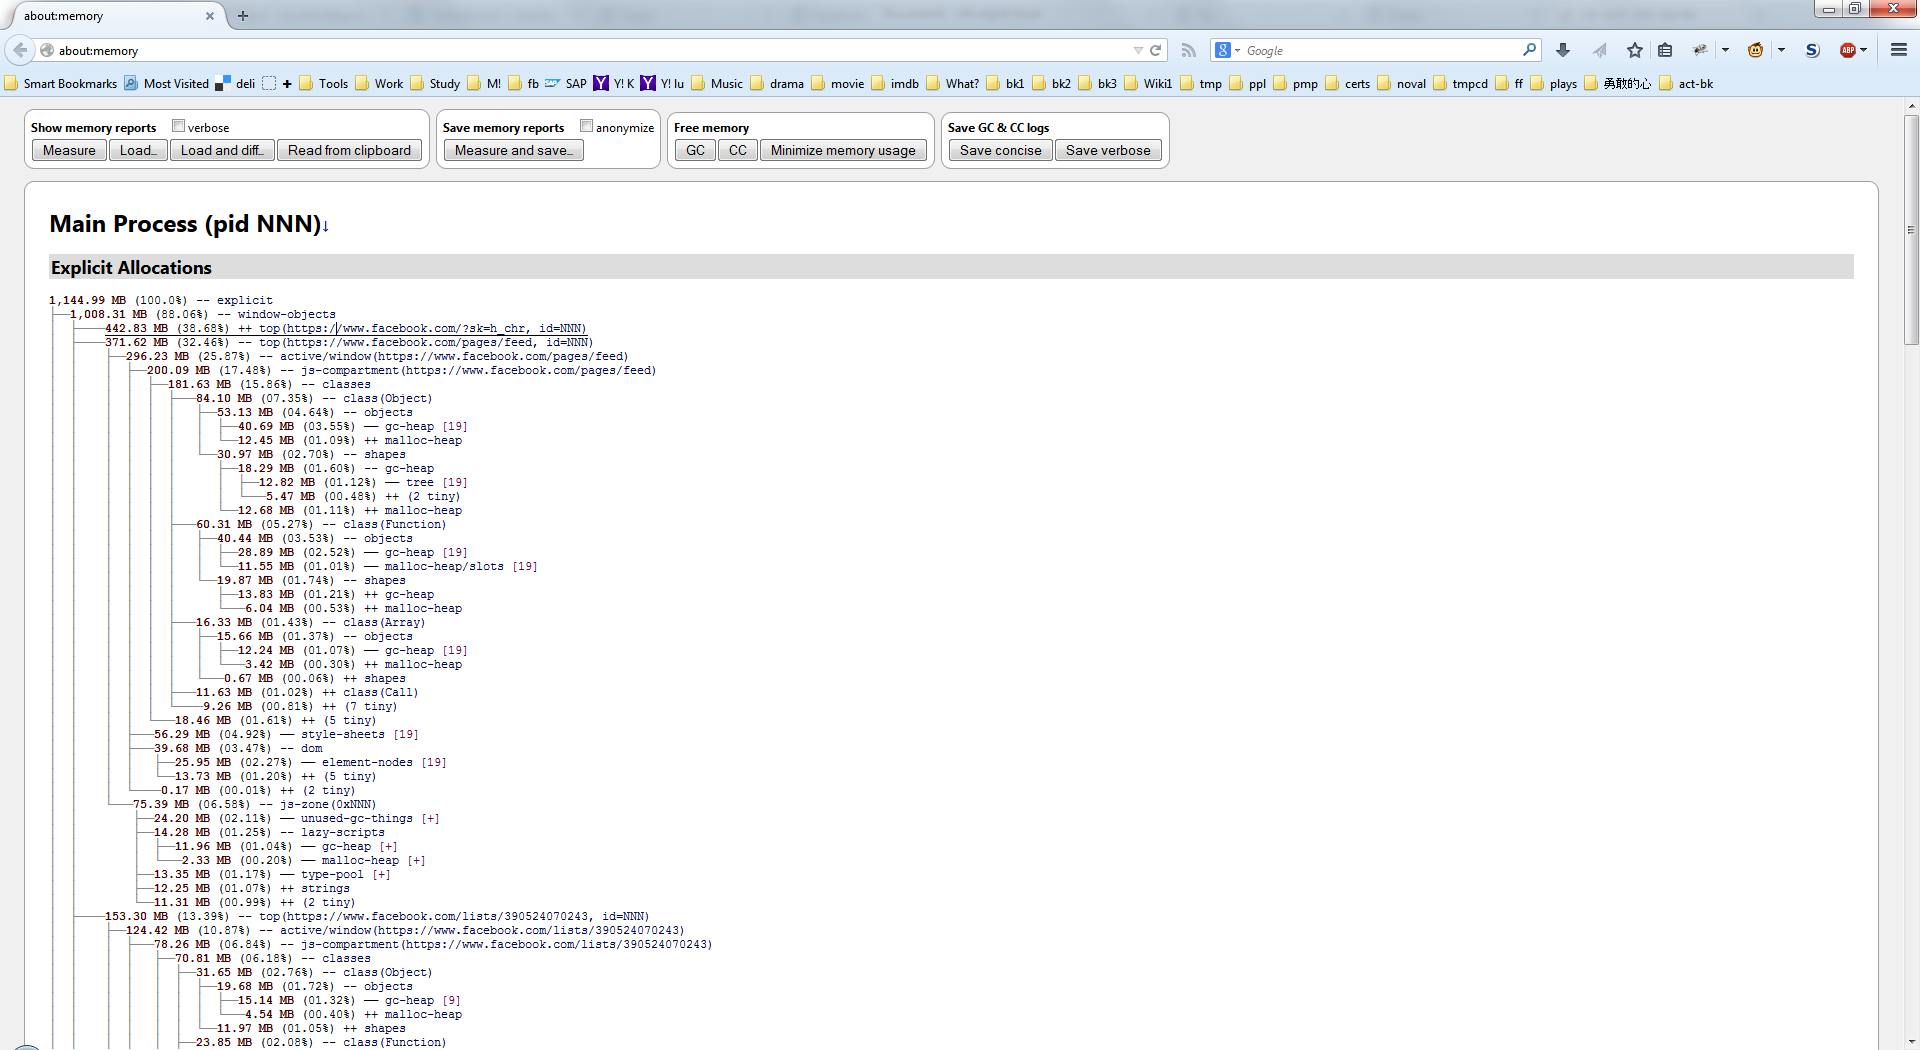 about:memory
about:memory
Google
Smart Bookmarks Most Visited deli Tools Work Study M! fb SAP Y! K Y! lu Music drama movie imdb What? bk1 bk2 bk3 Wiki1 tmp ppl pmp certs noval tmpcd ff plays 勇敢的心 act-bk
Show memory reports verbose
Measure Load… Load and diff… Read from clipboard
Save memory reports anonymize
Measure and save…
Free memory
GC CC Minimize memory usage
Save GC & CC logs
Save concise Save verbose
Main Process (pid NNN)↓
Explicit Allocations
1,144.99 MB (100.0%) -- explicit
1,008.31 MB (88.06%) -- window-objects
442.83 MB (38.68%) ++ top(https://www.facebook.com/?sk=h_chr, id=NNN)
371.62 MB (32.46%) -- top(https://www.facebook.com/pages/feed, id=NNN)
296.23 MB (25.87%) -- active/window(https://www.facebook.com/pages/feed)
200.09 MB (17.48%) -- js-compartment(https://www.facebook.com/pages/feed)
181.63 MB (15.86%) -- classes
84.10 MB (07.35%) -- class(Object)
53.13 MB (04.64%) -- objects
40.69 MB (03.55%) ── gc-heap [19]
12.45 MB (01.09%) ++ malloc-heap
30.97 MB (02.70%) -- shapes
18.29 MB (01.60%) -- gc-heap
12.82 MB (01.12%) ── tree [19]
5.47 MB (00.48%) ++ (2 tiny)
12.68 MB (01.11%) ++ malloc-heap
60.31 MB (05.27%) -- class(Function)
40.44 MB (03.53%) -- objects
28.89 MB (02.52%) ── gc-heap [19]
11.55 MB (01.01%) ── malloc-heap/slots [19]
19.87 MB (01.74%) -- shapes
13.83 MB (01.21%) ++ gc-heap
6.04 MB (00.53%) ++ malloc-heap
16.33 MB (01.43%) -- class(Array)
15.66 MB (01.37%) -- objects
12.24 MB (01.07%) ── gc-heap [19]
3.42 MB (00.30%) ++ malloc-heap
0.67 MB (00.06%) ++ shapes
11.63 MB (01.02%) ++ class(Call)
9.26 MB (00.81%) ++ (7 tiny)
18.46 MB (01.61%) ++ (5 tiny)
56.29 MB (04.92%) ── style-sheets [19]
39.68 MB (03.47%) -- dom
25.95 MB (02.27%) ── element-nodes [19]
13.73 MB (01.20%) ++ (5 tiny)
0.17 MB (00.01%) ++ (2 tiny)
75.39 MB (06.58%) -- js-zone(0xNNN)
24.20 MB (02.11%) ── unused-gc-things [+]
14.28 MB (01.25%) -- lazy-scripts
11.96 MB (01.04%) ── gc-heap [+]
2.33 MB (00.20%) ── malloc-heap [+]
13.35 MB (01.17%) ── type-pool [+]
12.25 MB (01.07%) ++ strings
11.31 MB (00.99%) ++ (2 tiny)
153.30 MB (13.39%) -- top(https://www.facebook.com/lists/390524070243, id=NNN)
124.42 MB (10.87%) -- active/window(https://www.facebook.com/lists/390524070243)
78.26 MB (06.84%) -- js-compartment(https://www.facebook.com/lists/390524070243)
70.81 MB (06.18%) -- classes
31.65 MB (02.76%) -- class(Object)
19.68 MB (01.72%) -- objects
15.14 MB (01.32%) ── gc-heap [9]
4.54 MB (00.40%) ++ malloc-heap
11.97 MB (01.05%) ++ shapes
23.85 MB (02.08%) -- class(Function)